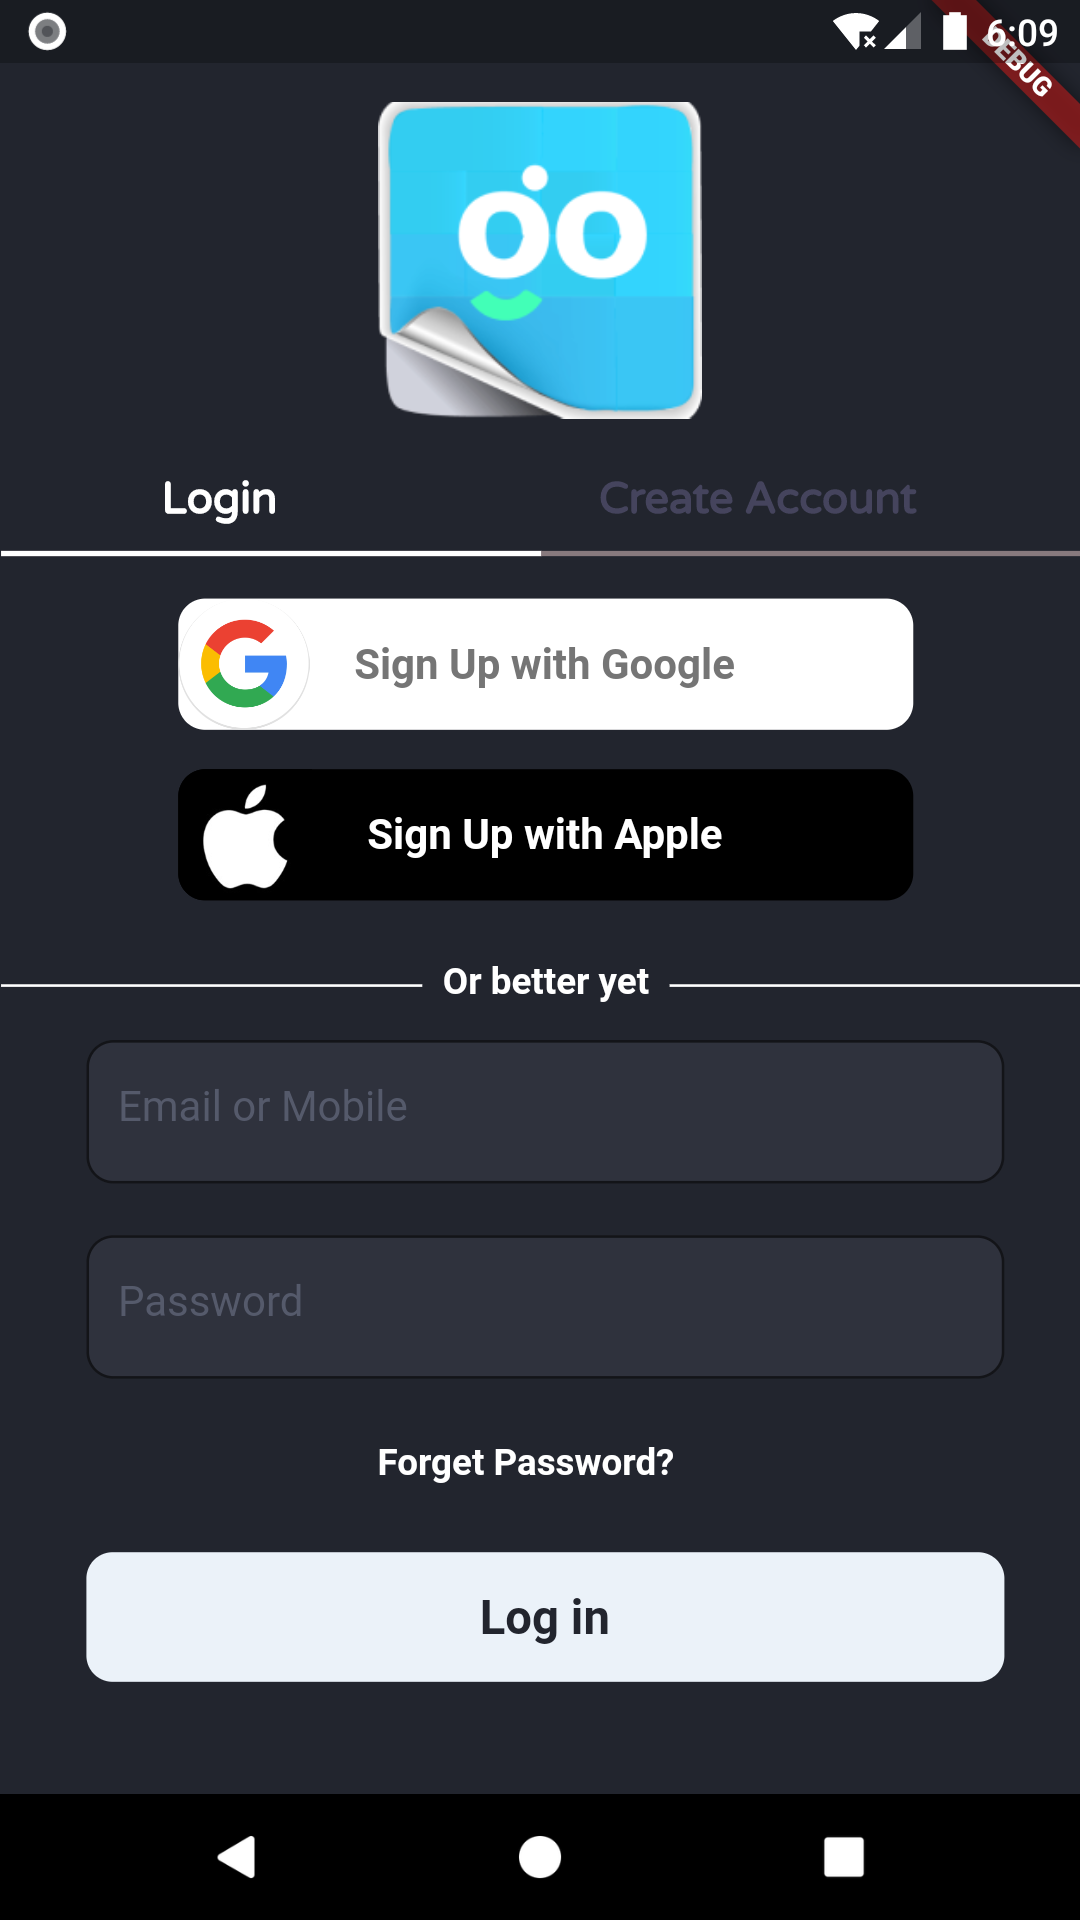 6:09
DEBUG
oo
Login
Create Account
Sign Up with Google
Sign Up with Apple
Or better yet
Email or Mobile
Password
Forget Password?
Log in